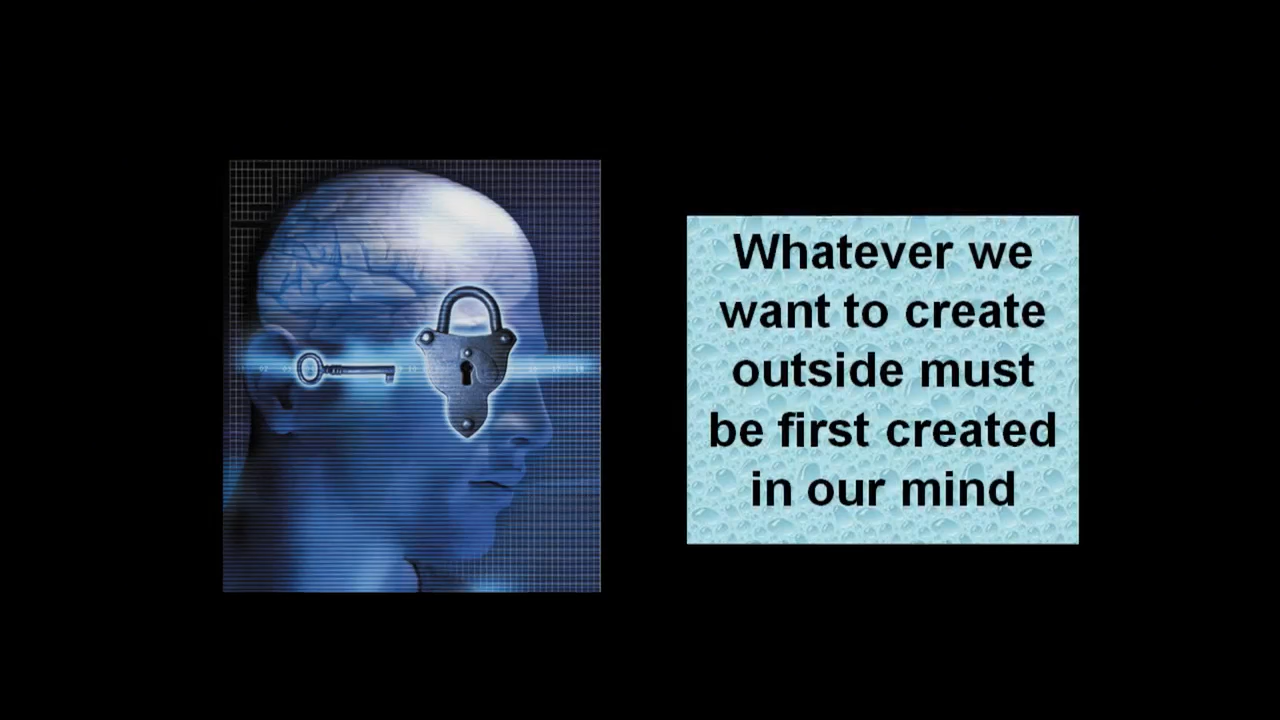 Whatever we
want to create
outside must
be first created
in our mind